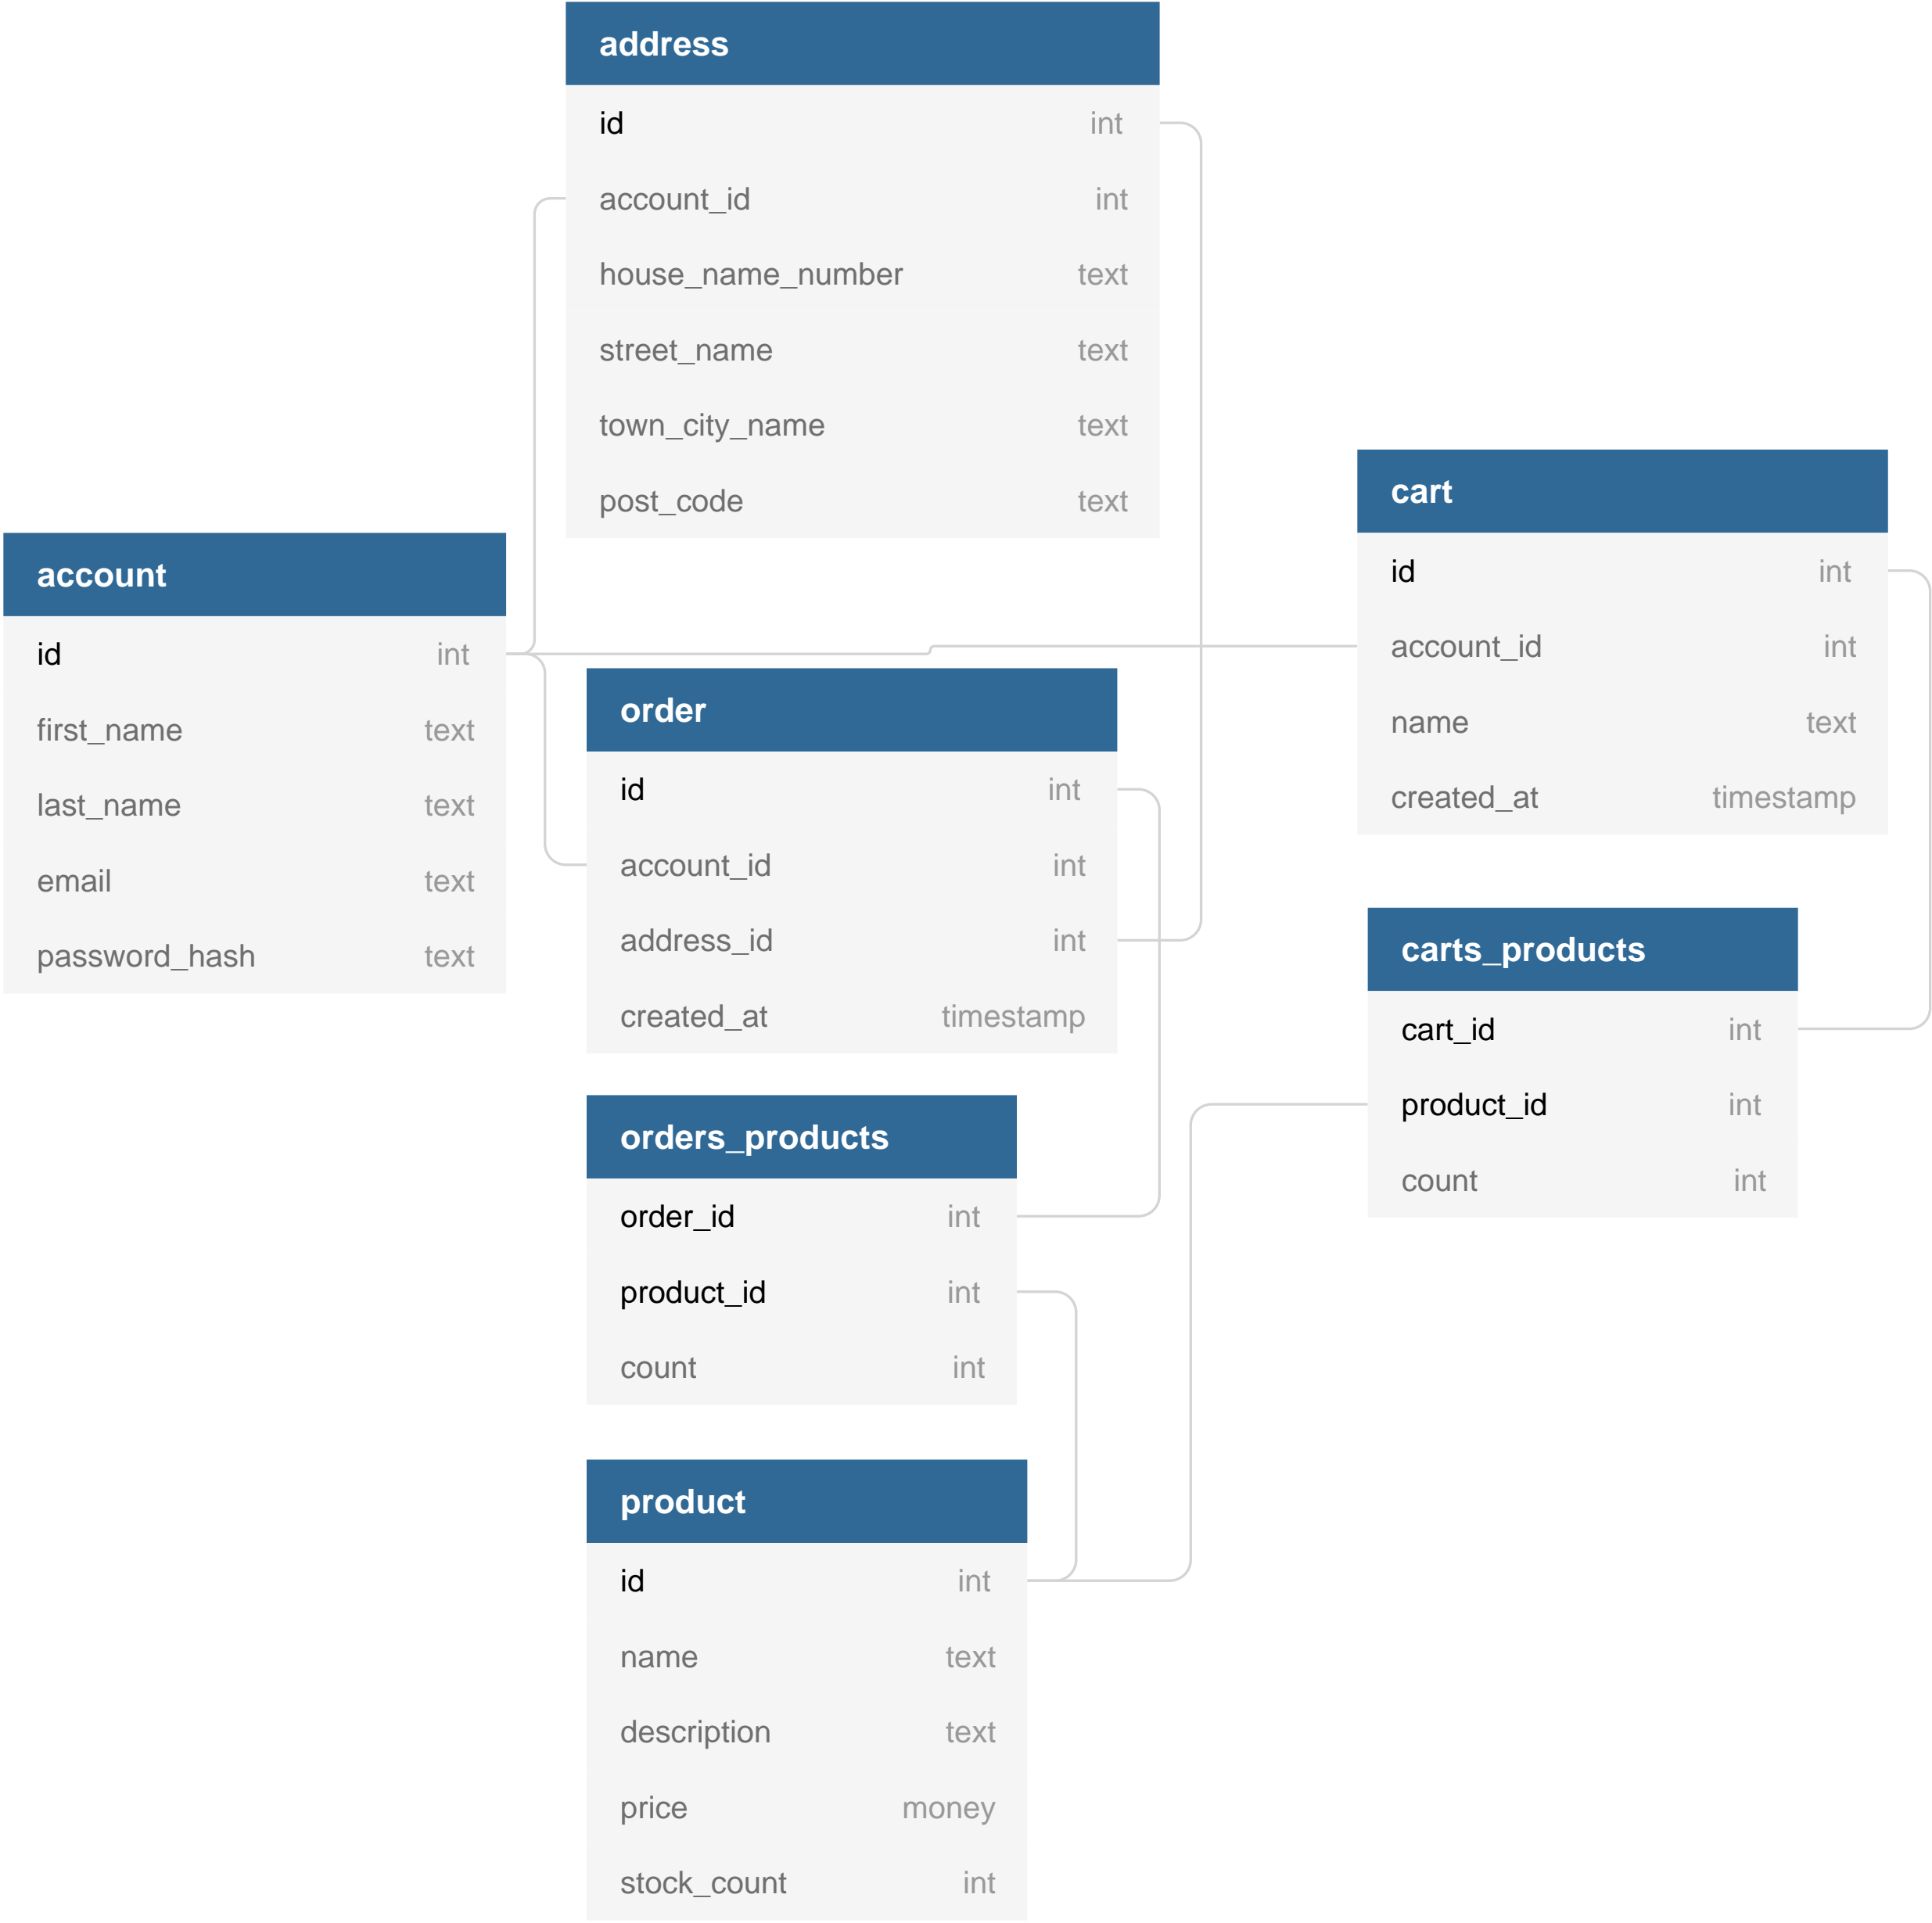 address
id int
account_id int
house_name_number text
street_name text
town_city_name text
post_code text
account
id int
first_name text
last_name text
email text
password_hash text
cart
id int
account_id int
name text
created_at timestamp
order
id int
account_id int
address_id int
created_at timestamp
carts_products
cart_id int
product_id int
count int
orders_products
order_id int
product_id int
count int
product
id int
name text
description text
price money
stock_count int